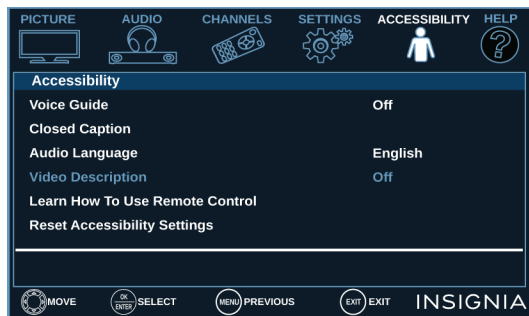 PICTURE AUDIO CHANNELS SETTINGS ACCESSIBILITY HELP
?
Accessibility
Voice Guide Off
Closed Caption
Audio Language English
Video Description Off
Learn How To Use Remote Control
Reset Accessibility Settings
MOVE OK ENTER SELECT MENU PREVIOUS EXIT EXIT INSIGNIA